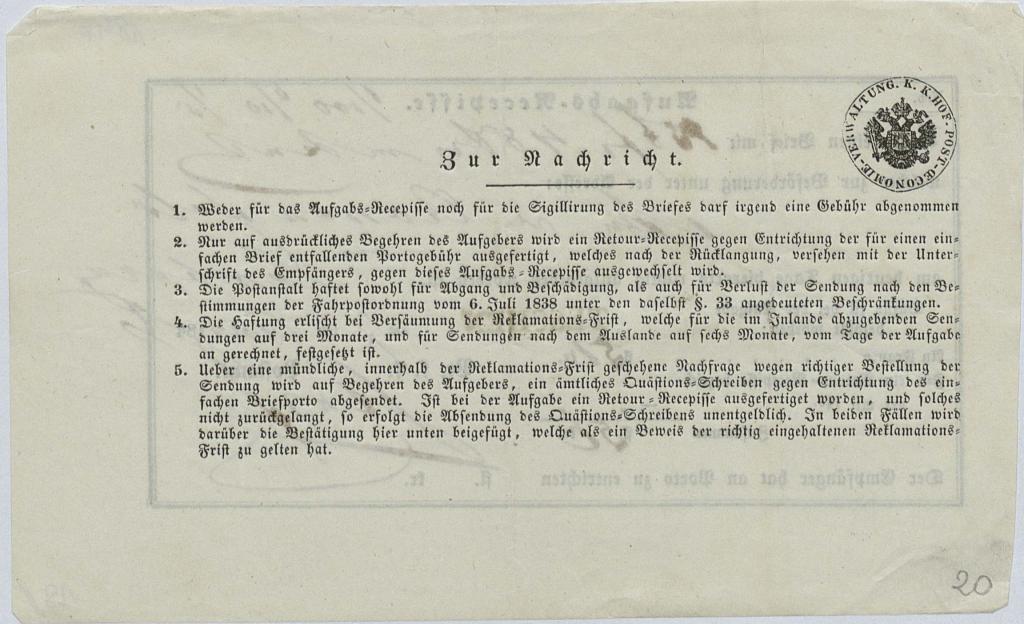 K. K. HOF-POST-ŒCONOMIE-VERWALTUNG.
Zur Nachricht.
1. Weder für das Aufgabs-Recepisse noch für die Sigillirung des Briefes darf irgend eine Gebühr abgenommen
werden.
2. Nur auf ausdrückliches Begehren des Aufgebers wird ein Retour-Recepisse gegen Entrichtung der für einen ein-
fachen Brief entfallenden Portogebühr ausgefertigt, welches nach der Rücklangung, versehen mit der Unter-
schrift des Empfängers, gegen dieses Aufgabs-Recepisse ausgewechselt wird.
3. Die Postanstalt haftet sowohl für Abgang und Beschädigung, als auch für Verlust der Sendung nach den Be-
stimmungen der Fahrpostordnung vom 6. Juli 1838 unter den daselbst §. 33 angedeuteten Beschränkungen.
4. Die Haftung erlischt bei Versäumung der Reklamations-Frist, welche für die im Inlande abzugebenden Sen-
dungen auf drei Monate, und für Sendungen nach dem Auslande auf sechs Monate, vom Tage der Aufgabe
an gerechnet, festgesetzt ist.
5. Ueber eine mündliche, innerhalb der Reklamations-Frist geschehene Nachfrage wegen richtiger Bestellung der
Sendung wird auf Begehren des Aufgebers, ein ämtliches Quästions-Schreiben gegen Entrichtung des ein-
fachen Briefporto abgesendet. Ist bei der Aufgabe ein Retour-Recepisse ausgefertiget worden, und solches
nicht zurückgelangt, so erfolgt die Absendung des Quästions-Schreibens unentgeldlich. In beiden Fällen wird
darüber die Bestätigung hier unten beigefügt, welche als ein Beweis der richtig eingehaltenen Reklamations-
Frist zu gelten hat.
20